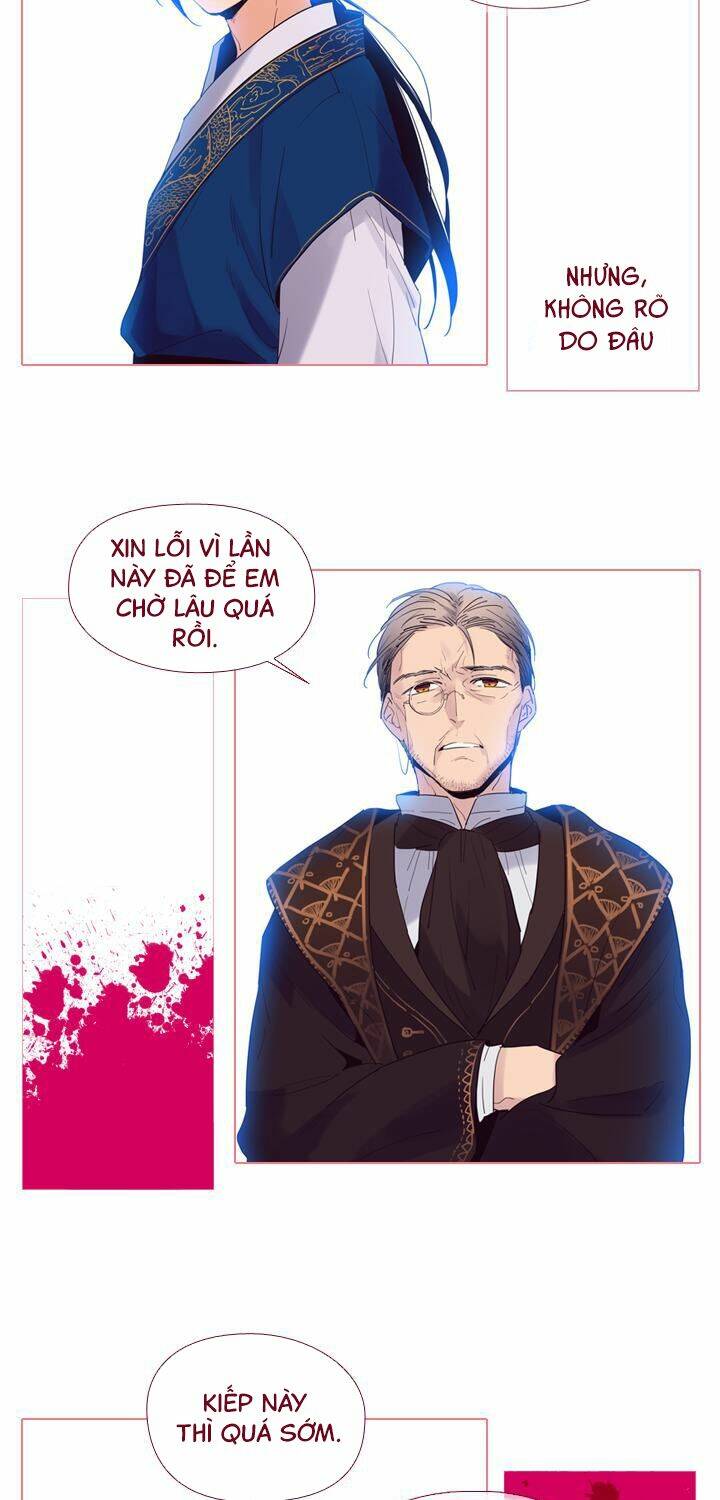 NHƯNG,
KHÔNG RÕ
DO ĐÂU
XIN LỖI VÌ LẦN
NÀY ĐÃ ĐỂ EM
CHỜ LÂU QUÁ
RỒI.
KIẾP NÀY
THÌ QUÁ SỚM.